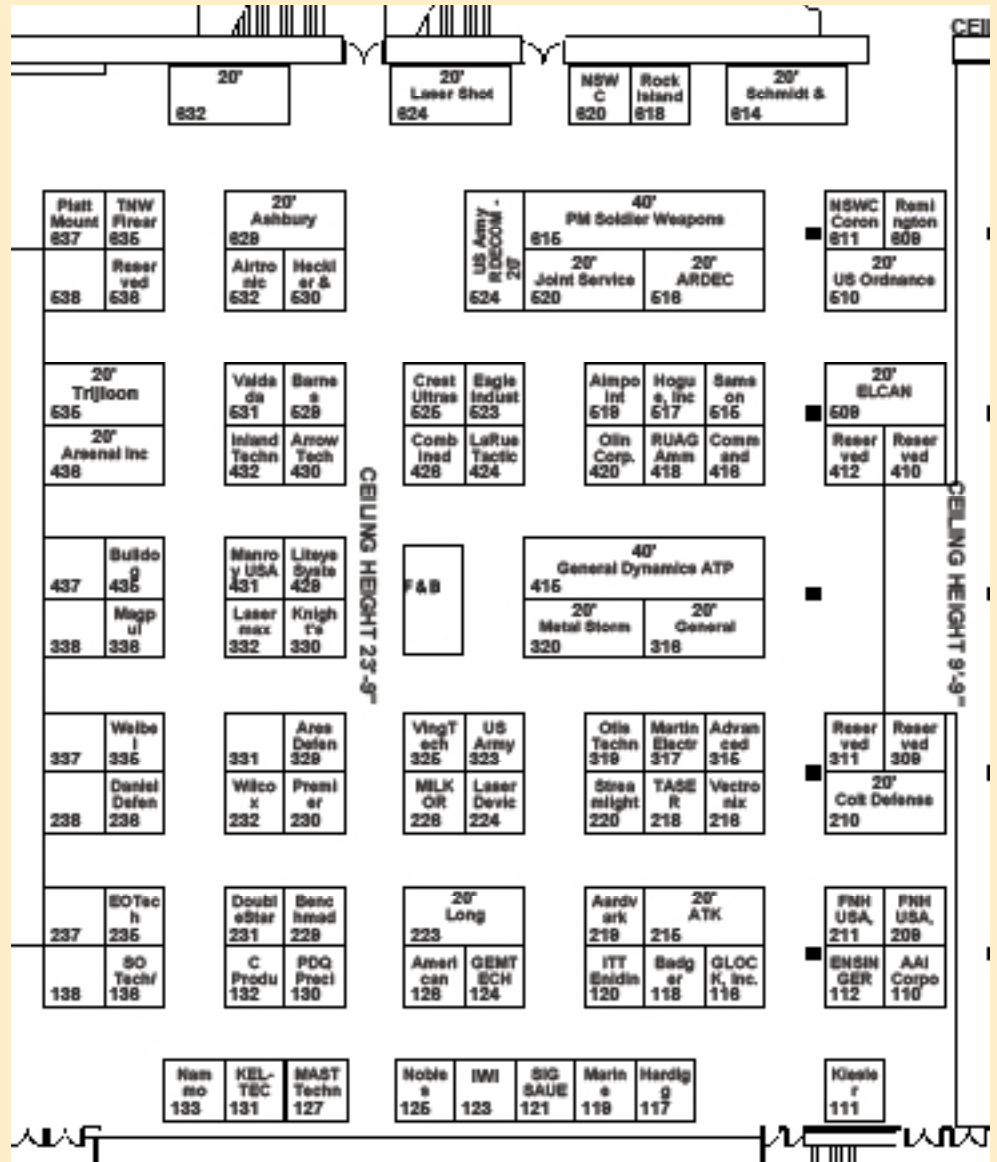 CEIL
20'
632
20'
Laser Shot
624
NSW
C
620
Rock
Island
618
20'
Schmidt &
614
Platt
Mount
637
TNW
Firear
635
20'
Ashbury
629
US Army
RDECOM -
20'
524
40'
PM Soldier Weapons
615
NSWC
Coron
611
Remi
ngton
609
538
Reser
ved
536
Airtro
nic
532
Heckl
er &
530
20'
Joint Service
520
20'
ARDEC
516
20'
US Ordnance
510
20'
Trijicon
535
Valda
da
531
Barne
s
529
Crest
Ultras
525
Eagle
Indust
523
Aimpo
int
519
Hogu
e, Inc
517
Sams
on
515
20'
ELCAN
509
20'
Arsenal Inc
436
Inland
Techn
432
Arrow
Tech
430
Comb
ined
426
LaRue
Tactic
424
Olin
Corp.
420
RUAG
Amm
418
Comm
and
416
Reser
ved
412
Reser
ved
410
CEILING HEIGHT 23'-9"
CEILING HEIGHT 9'-9"
437
Bulldo
g
435
Manro
y USA
431
Liteye
Syste
429
F & B
40'
General Dynamics ATP
415
338
Magp
ul
336
Laser
max
332
Knigh
t's
330
20'
Metal Storm
320
20'
General
316
337
Weibe
l
335
331
Ares
Defen
329
VingT
ech
325
US
Army
323
Otis
Techn
319
Martin
Electr
317
Advan
ced
315
Reser
ved
311
Reser
ved
309
238
Daniel
Defen
236
Wilco
x
232
Premi
er
230
MILK
OR
226
Laser
Devic
224
Strea
mlight
220
TASE
R
218
Vectro
nix
216
20'
Colt Defense
210
237
EOTec
h
235
Doubl
eStar
231
Benc
hmad
229
20'
Long
223
Aardv
ark
219
20'
ATK
215
FNH
USA,
211
FNH
USA,
209
138
SO
Tech/
136
C
Produ
132
PDQ
Preci
130
Ameri
can
126
GEMT
ECH
124
ITT
Enidin
120
Badg
er
118
GLOC
K, Inc.
116
ENSIN
GER
112
AAI
Corpo
110
Nam
mo
133
KEL-
TEC
131
MAST
Techn
127
Noble
s
125
IWI
123
SIG
SAUE
121
Marin
e
119
Hardig
g
117
Kiesle
r
111